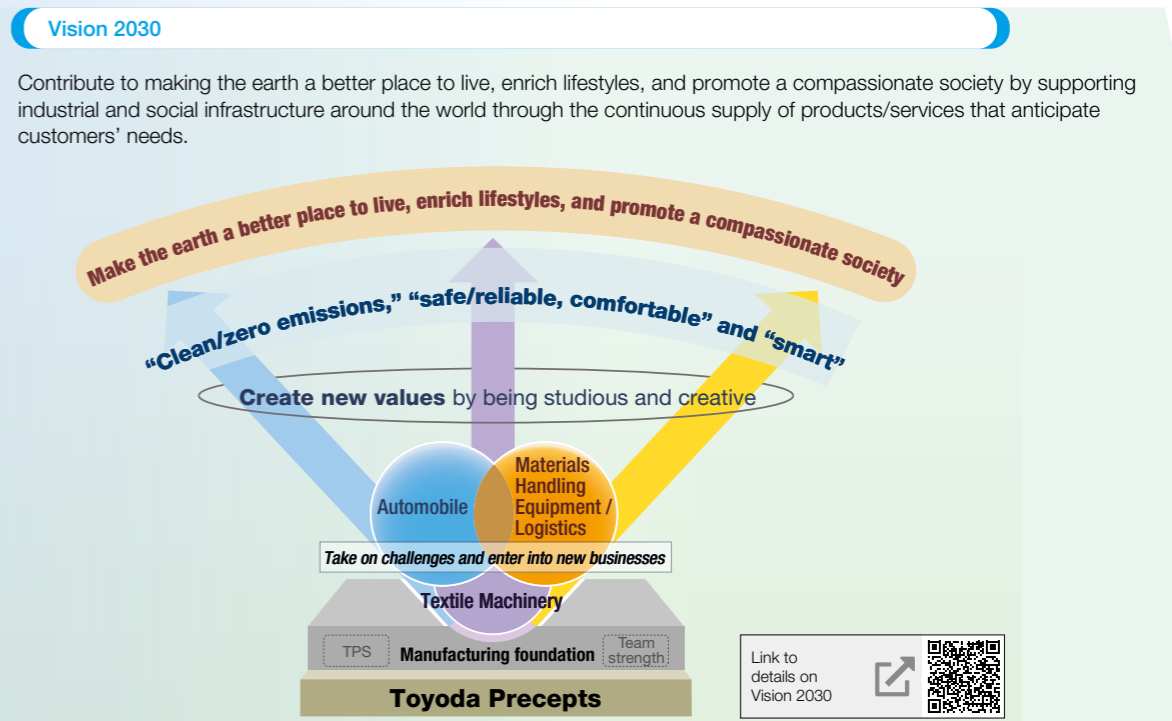 Vision 2030
Contribute to making the earth a better place to live, enrich lifestyles, and promote a compassionate society by supporting
industrial and social infrastructure around the world through the continuous supply of products/services that anticipate
customers’ needs.
Make the earth a better place to live, enrich lifestyles, and promote a compassionate society
“Clean/zero emissions,” “safe/reliable, comfortable” and “smart”
Create new values by being studious and creative
Automobile
Materials
Handling
Equipment /
Logistics
Take on challenges and enter into new businesses
Textile Machinery
TPS
Manufacturing foundation
Team
strength
Toyoda Precepts
Link to
details on
Vision 2030